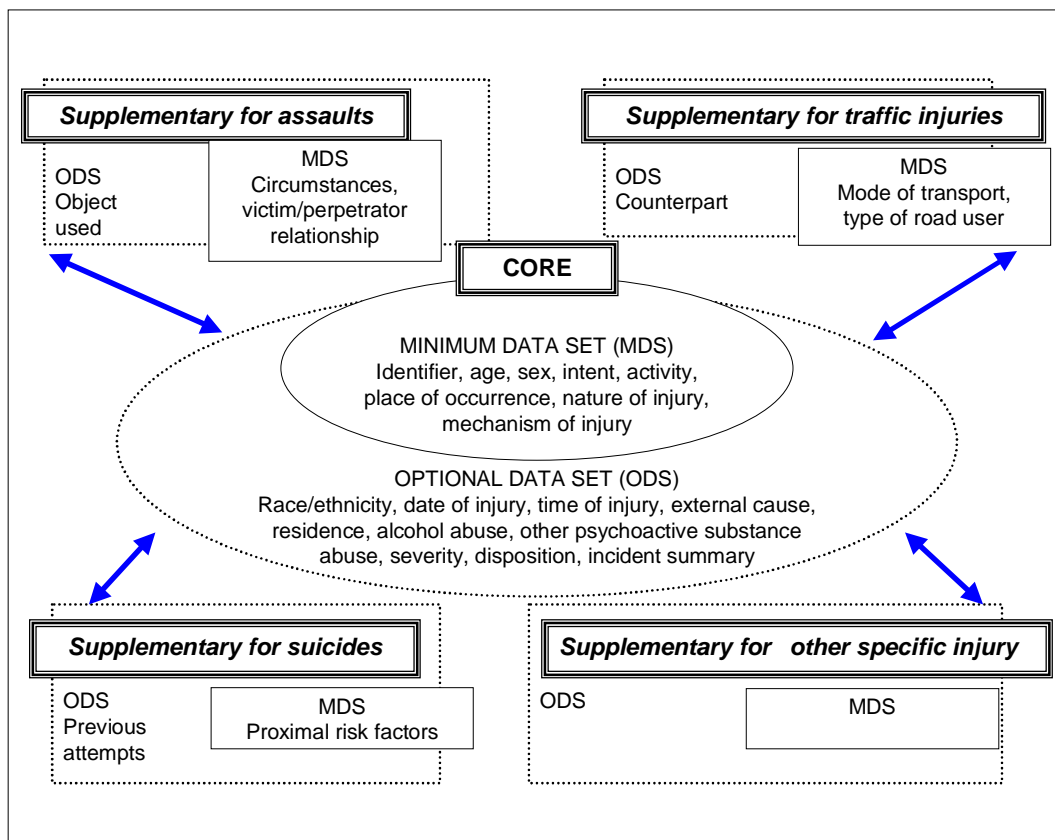 Supplementary for assaults
ODS
Object
used
MDS
Circumstances,
victim/perpetrator
relationship
Supplementary for traffic injuries
ODS
Counterpart
MDS
Mode of transport,
type of road user
CORE
MINIMUM DATA SET (MDS)
Identifier, age, sex, intent, activity,
place of occurrence, nature of injury,
mechanism of injury
OPTIONAL DATA SET (ODS)
Race/ethnicity, date of injury, time of injury, external cause,
residence, alcohol abuse, other psychoactive substance
abuse, severity, disposition, incident summary
Supplementary for suicides
ODS
Previous
attempts
MDS
Proximal risk factors
Supplementary for other specific injury
ODS
MDS